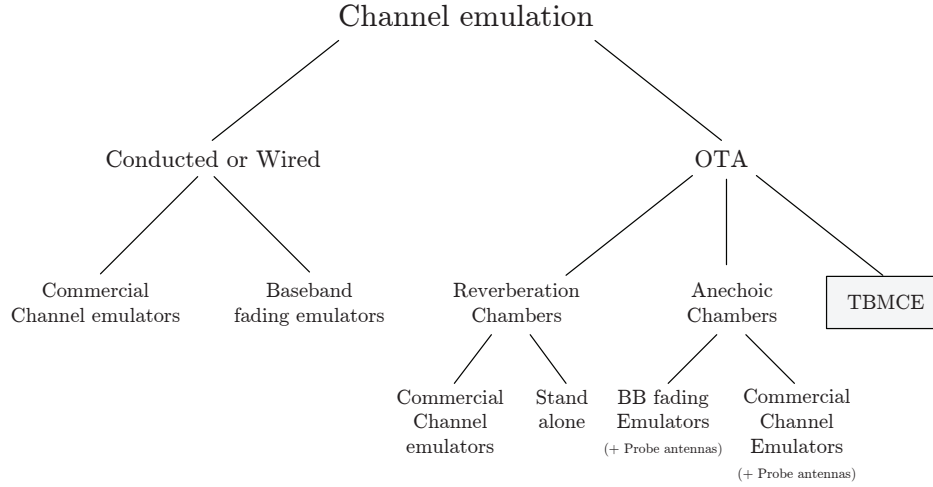 Channel emulation
Conducted or Wired
OTA
Commercial
Channel emulators
Baseband
fading emulators
Reverberation
Chambers
Anechoic
Chambers
TBMCE
Commercial
Channel
emulators
Stand
alone
BB fading
Emulators
(+ Probe antennas)
Commercial
Channel
Emulators
(+ Probe antennas)